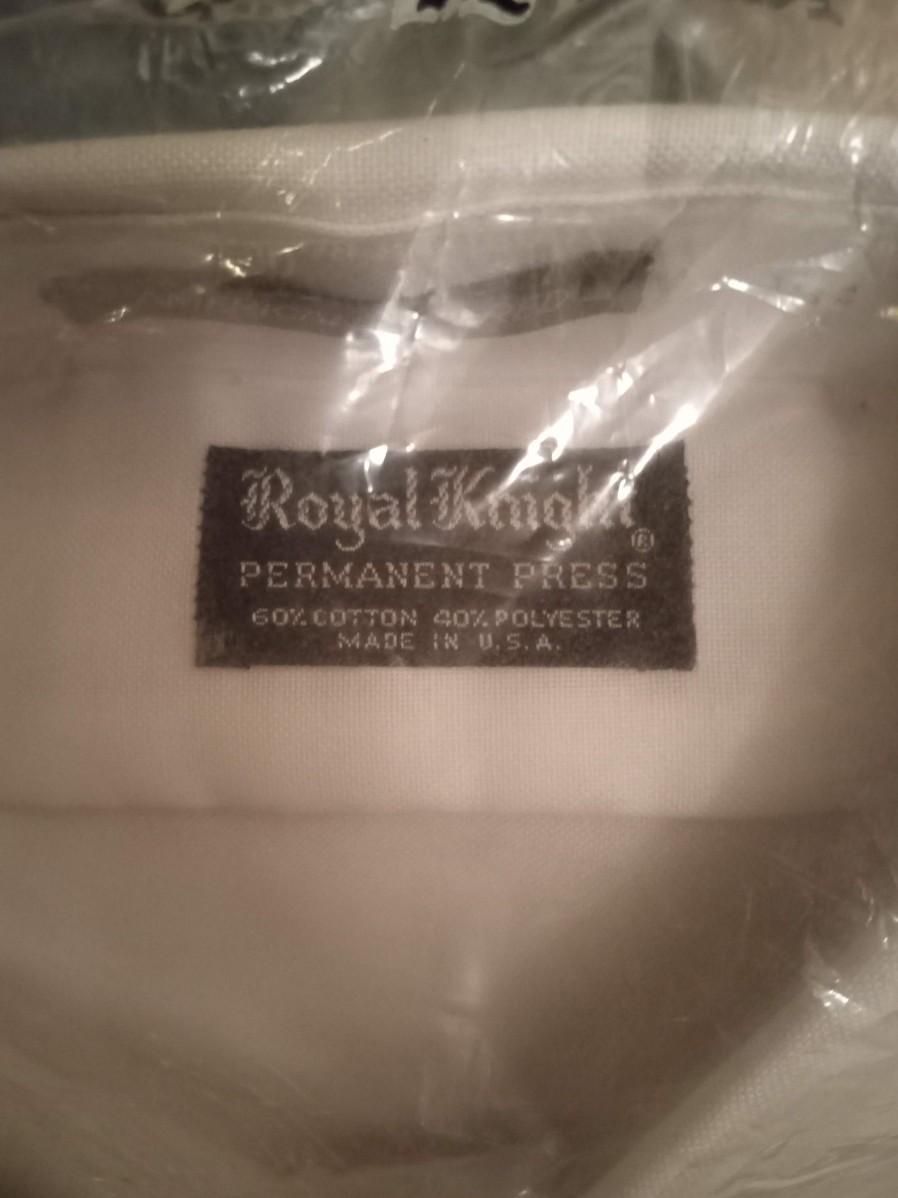 Royal Knight®
PERMANENT PRESS
60% COTTON 40% POLYESTER
MADE IN U.S.A.